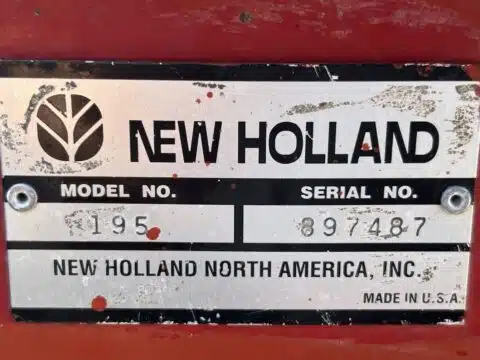 NEW HOLLAND
MODEL NO. SERIAL NO.
195 897487
NEW HOLLAND NORTH AMERICA, INC.
MADE IN U.S.A.